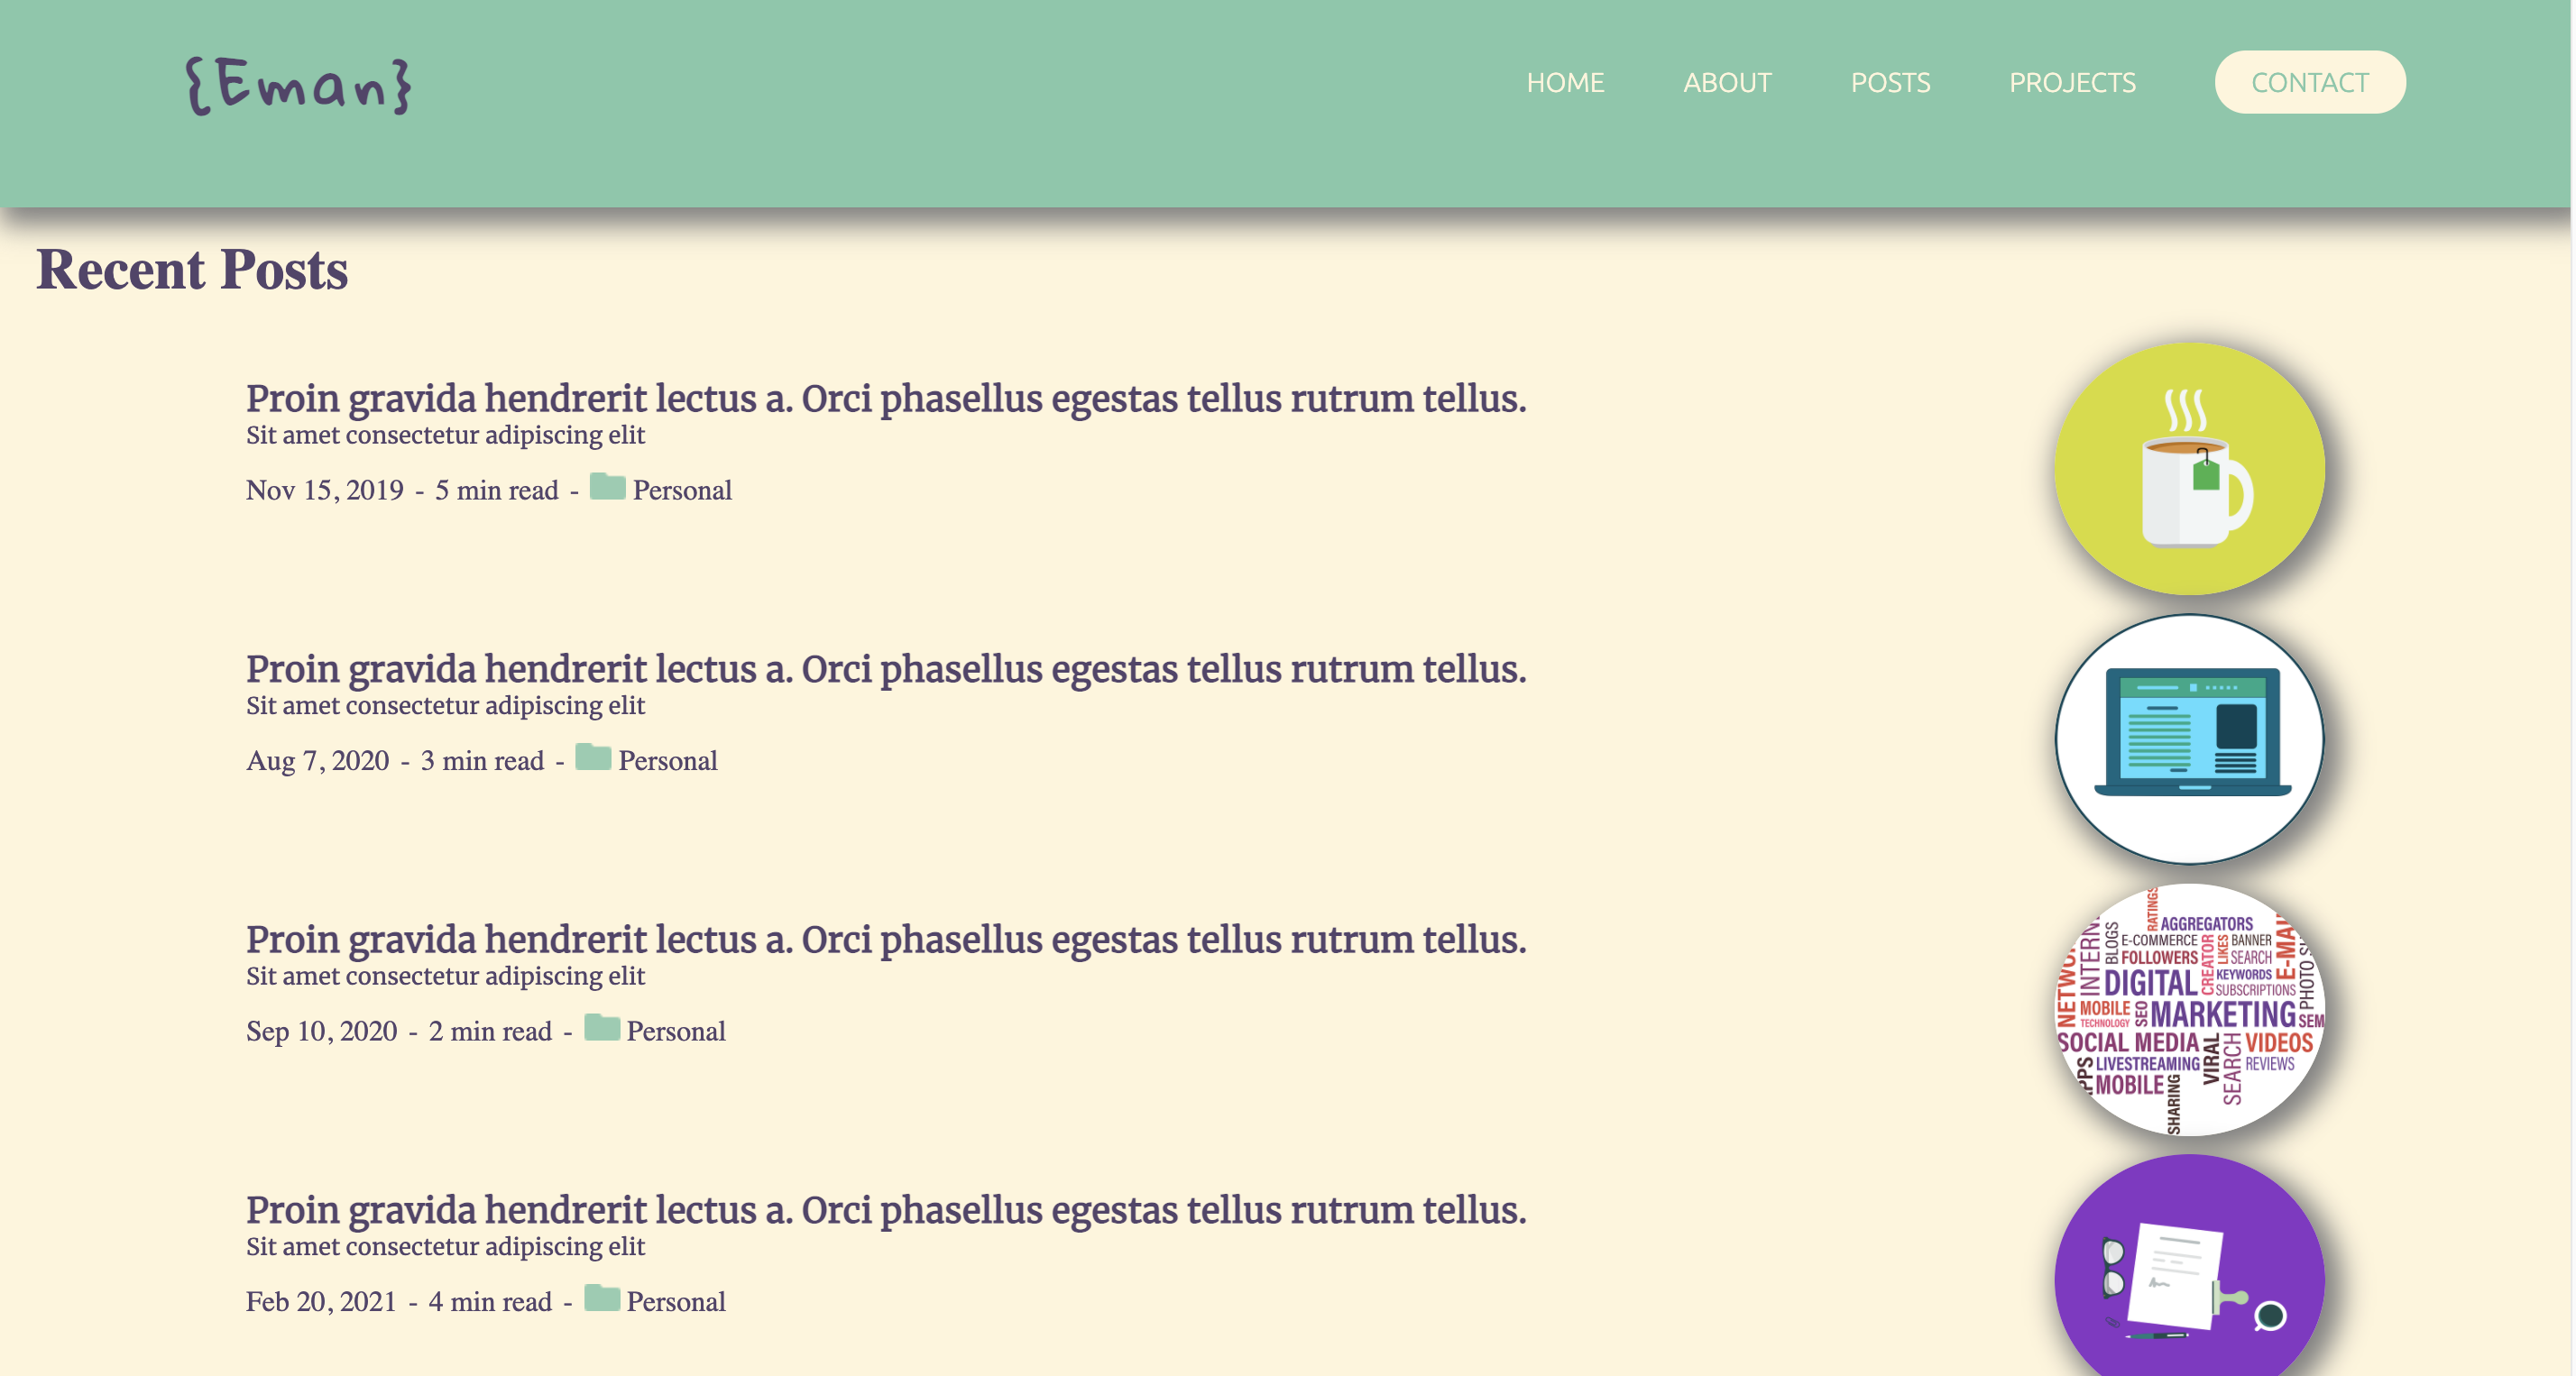 {Eman}
HOME ABOUT POSTS PROJECTS CONTACT
Recent Posts
Proin gravida hendrerit lectus a. Orci phasellus egestas tellus rutrum tellus.
Sit amet consectetur adipiscing elit
Nov 15, 2019 - 5 min read - Personal
Proin gravida hendrerit lectus a. Orci phasellus egestas tellus rutrum tellus.
Sit amet consectetur adipiscing elit
Aug 7, 2020 - 3 min read - Personal
Proin gravida hendrerit lectus a. Orci phasellus egestas tellus rutrum tellus.
Sit amet consectetur adipiscing elit
Sep 10, 2020 - 2 min read - Personal
RATINGS
AGGREGATORS
BLOGS
E-COMMERCE
CREATOR
LIKES
BANNER
FOLLOWERS
SEARCH
DIGITAL
KEYWORDS
SUBSCRIPTIONS
MOBILE
TECHNOLOGY
SEO
MARKETING
SEM
SOCIAL MEDIA
VIRAL
SEARCH
VIDEOS
LIVESTREAMING
REVIEWS
MOBILE
SHARING
Proin gravida hendrerit lectus a. Orci phasellus egestas tellus rutrum tellus.
Sit amet consectetur adipiscing elit
Feb 20, 2021 - 4 min read - Personal